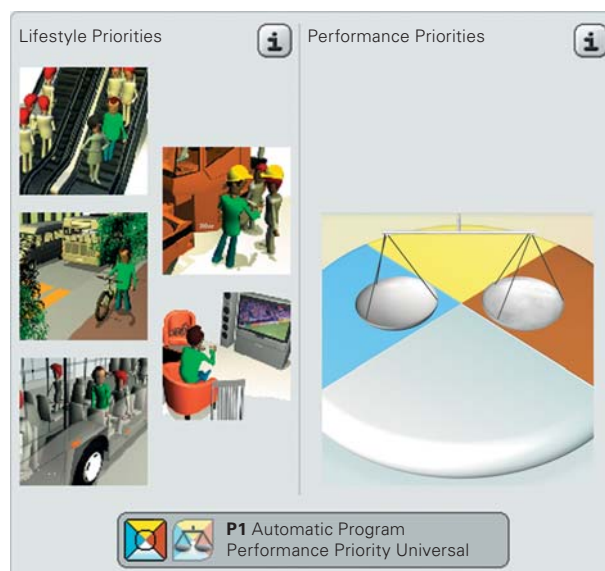 Lifestyle Priorities
i
Performance Priorities
i
P1 Automatic Program
Performance Priority Universal